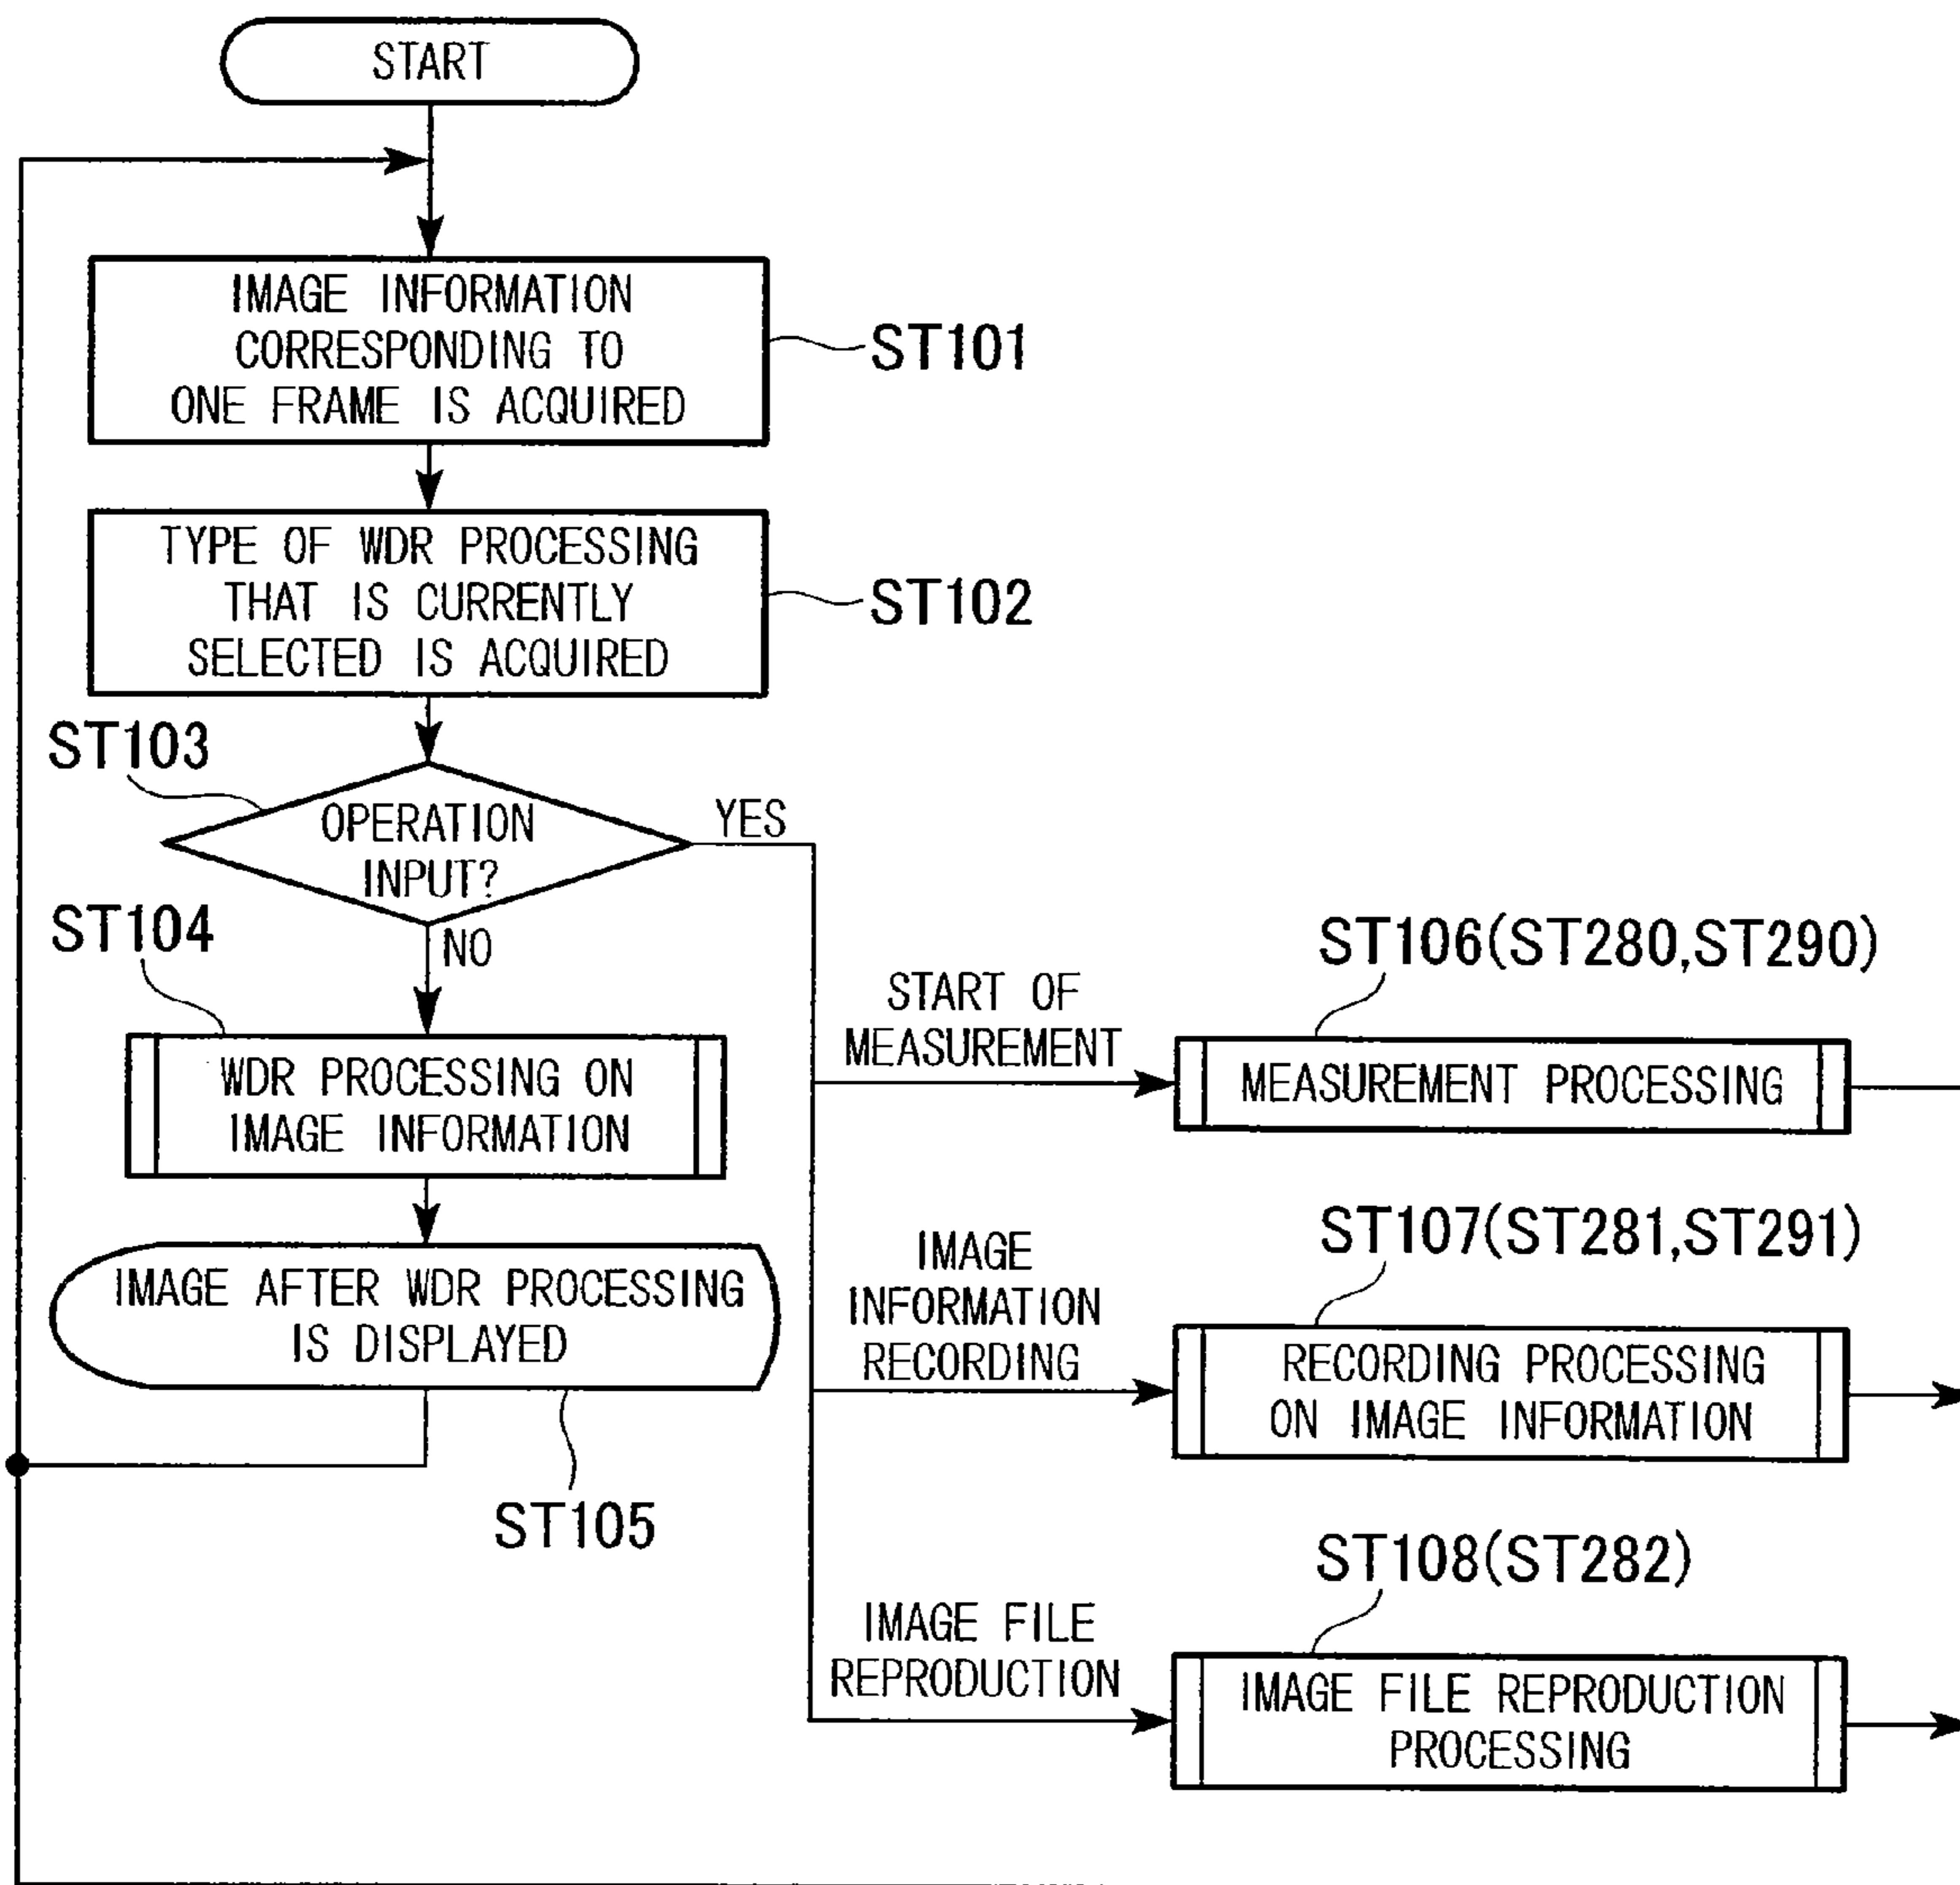 START
IMAGE INFORMATION
CORRESPONDING TO
ONE FRAME IS ACQUIRED
ST101
TYPE OF WDR PROCESSING
THAT IS CURRENTLY
SELECTED IS ACQUIRED
ST102
ST103
OPERATION
INPUT?
YES
NO
ST104
WDR PROCESSING ON
IMAGE INFORMATION
IMAGE AFTER WDR PROCESSING
IS DISPLAYED
ST105
START OF
MEASUREMENT
ST106(ST280,ST290)
MEASUREMENT PROCESSING
IMAGE
INFORMATION
RECORDING
ST107(ST281,ST291)
RECORDING PROCESSING
ON IMAGE INFORMATION
IMAGE FILE
REPRODUCTION
ST108(ST282)
IMAGE FILE REPRODUCTION
PROCESSING